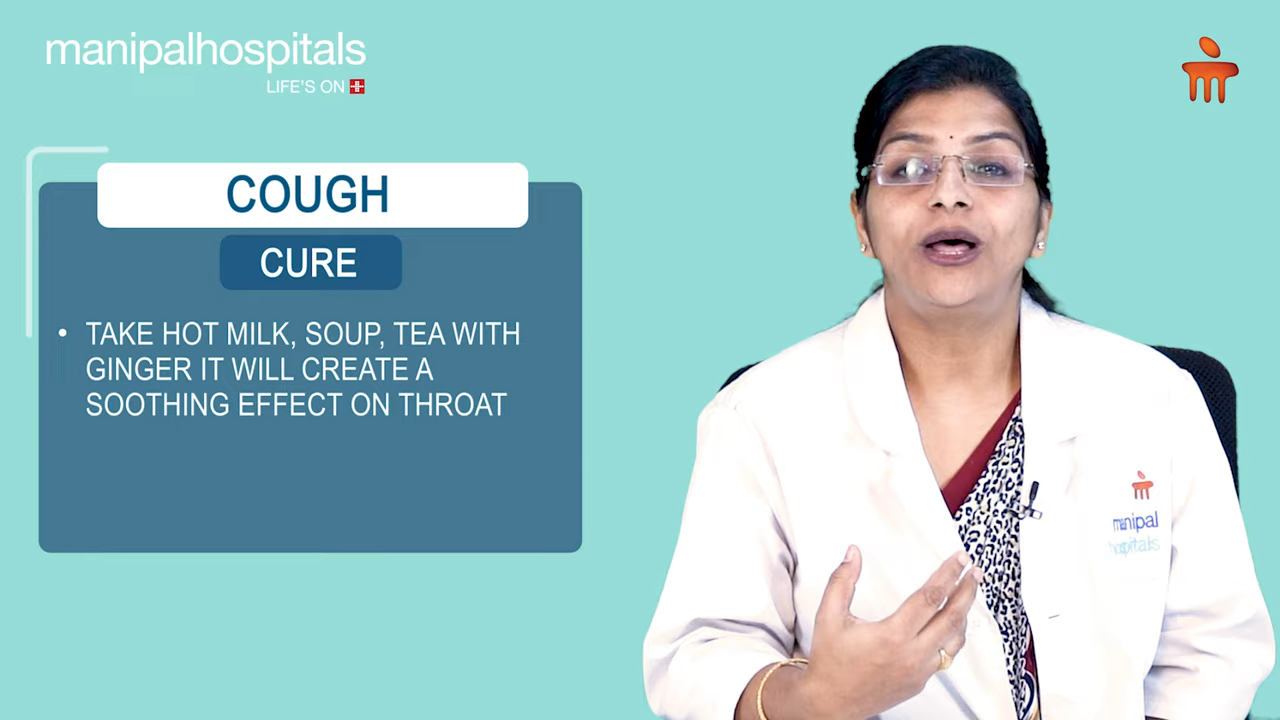 manipalhospitals
LIFE'S ON
COUGH
CURE
• TAKE HOT MILK, SOUP, TEA WITH
GINGER IT WILL CREATE A
SOOTHING EFFECT ON THROAT
manipal
hospitals